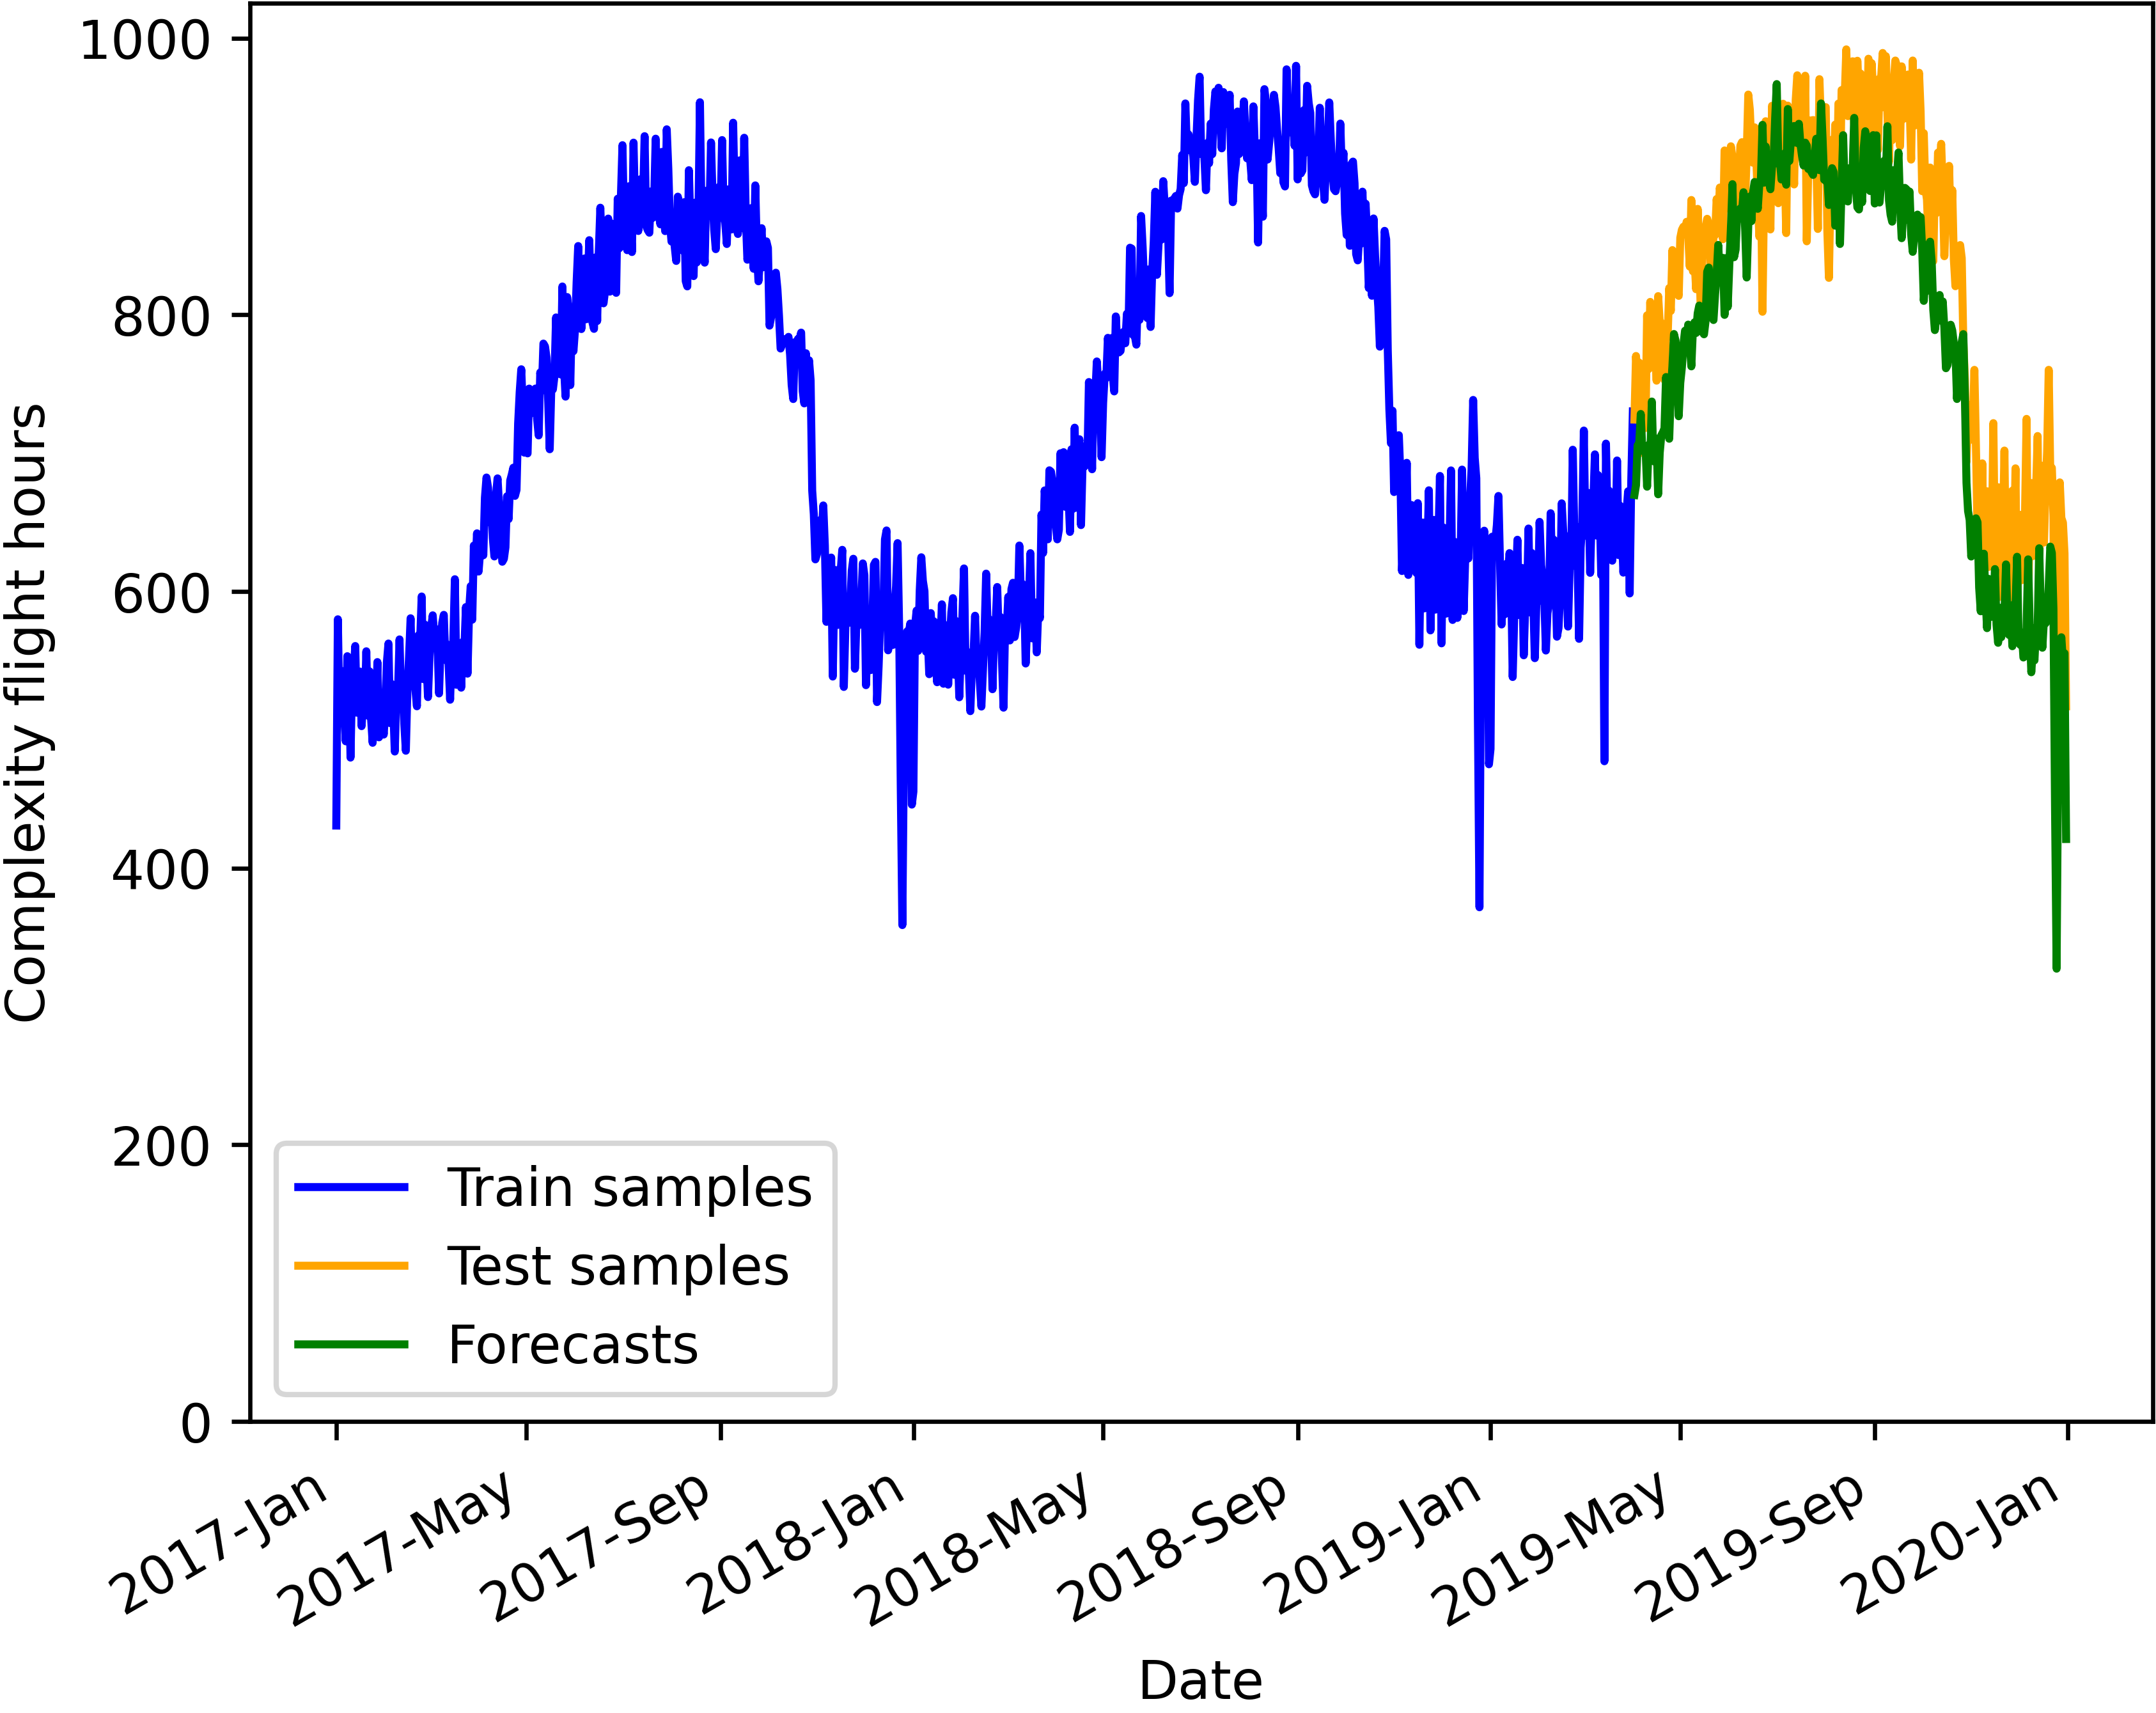 Complexity flight hours
1000
800
600
400
200
0
Train samples
Test samples
Forecasts
2017-Jan
2017-May
2017-Sep
2018-Jan
2018-May
2018-Sep
2019-Jan
2019-May
2019-Sep
2020-Jan
Date